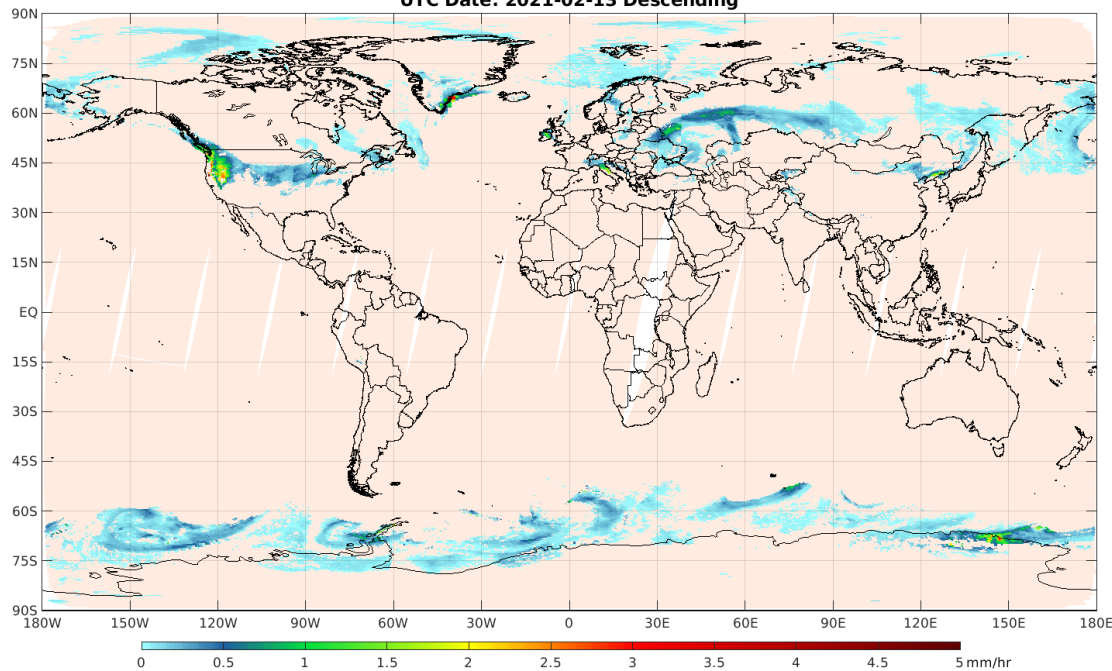 UTC Date: 2021-02-13 Descending
90N
75N
60N
45N
30N
15N
EQ
15S
30S
45S
60S
75S
90S
180W 150W 120W 90W 60W 30W 0 30E 60E 90E 120E 150E 180E
0 0.5 1 1.5 2 2.5 3 3.5 4 4.5 5 mm/hr